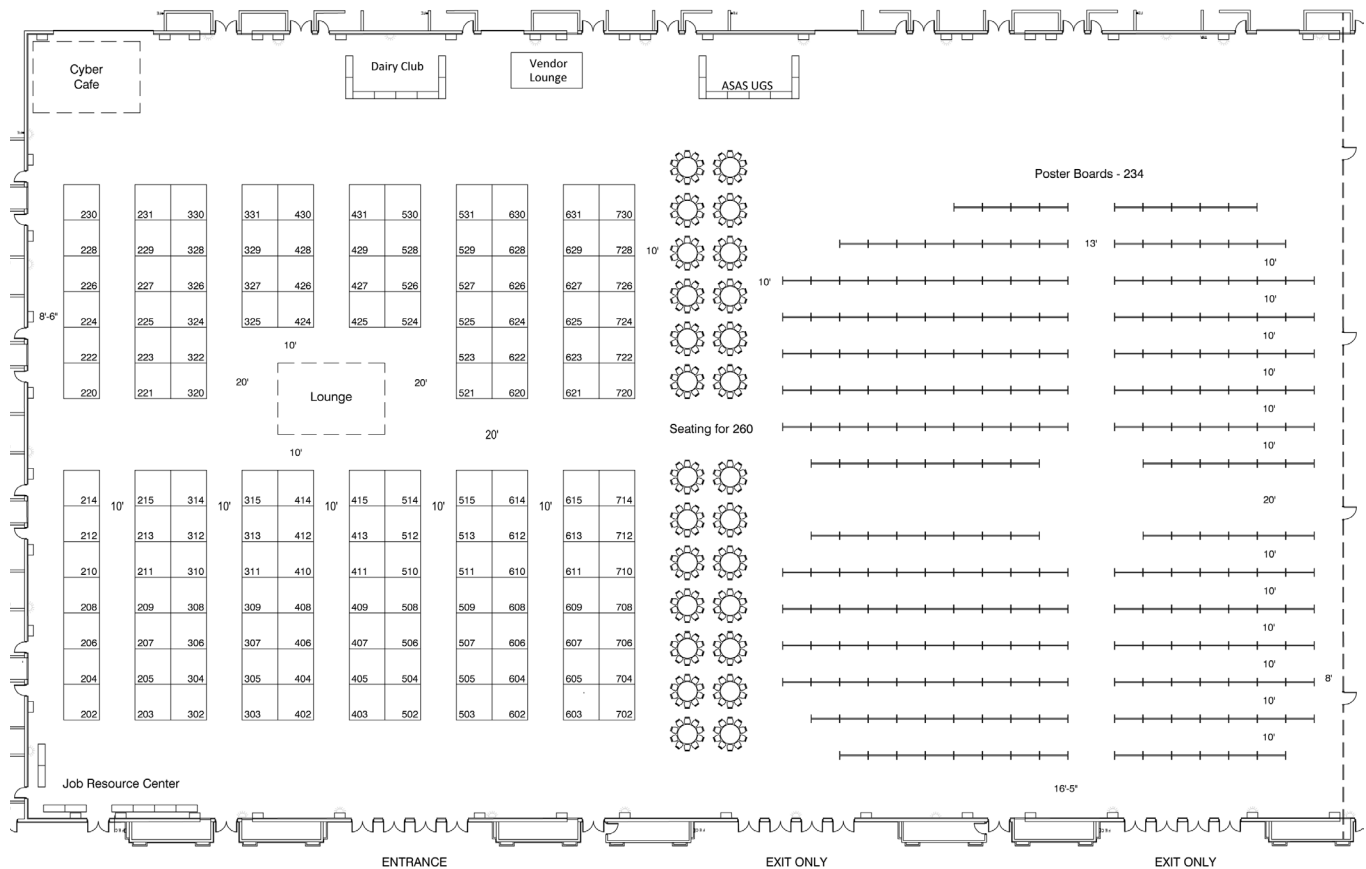 Cyber
Cafe
Dairy Club
Vendor
Lounge
ASAS UGS
Poster Boards - 234
230 231 330 331 430 431 530 531 630 631 730
13'
228 229 328 329 428 429 528 529 628 629 728 10'
10'
226 227 326 327 426 427 526 527 626 627 726 10'
10'
8'-6"
224 225 324 325 424 425 524 525 624 625 724
10'
10'
222 223 322 523 622 623 722
10'
20' 20'
220 221 320 Lounge 521 620 621 720
10'
Seating for 260
20'
10'
10'
214 10' 215 314 10' 315 414 10' 415 514 10' 515 614 10' 615 714
20'
212 213 312 313 412 413 512 513 612 613 712
10'
210 211 310 311 410 411 510 511 610 611 710
10'
208 209 308 309 408 409 508 509 608 609 708
10'
206 207 306 307 406 407 506 507 606 607 706
10'
204 205 304 305 404 405 504 505 604 605 704
8'
10'
202 203 302 303 402 403 502 503 602 603 702
10'
Job Resource Center
16'-5"
ENTRANCE EXIT ONLY EXIT ONLY